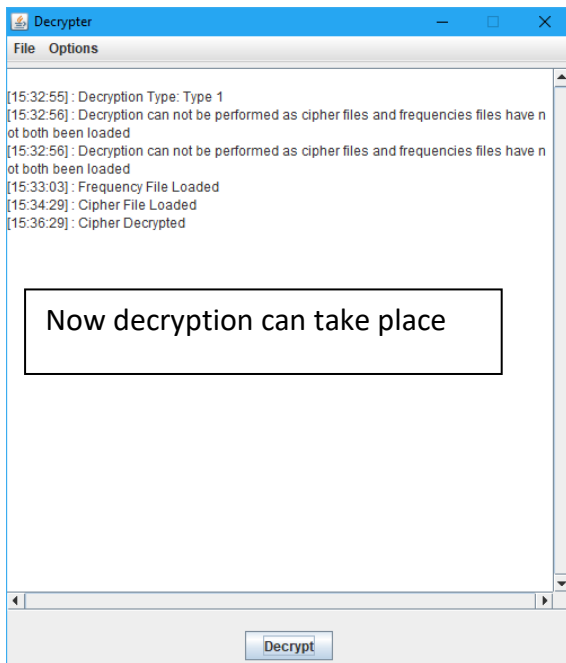 Decrypter
File Options
[15:32:55] : Decryption Type: Type 1
[15:32:56] : Decryption can not be performed as cipher files and frequencies files have n
ot both been loaded
[15:32:56] : Decryption can not be performed as cipher files and frequencies files have n
ot both been loaded
[15:33:03] : Frequency File Loaded
[15:34:29] : Cipher File Loaded
[15:36:29] : Cipher Decrypted
Now decryption can take place
Decrypt